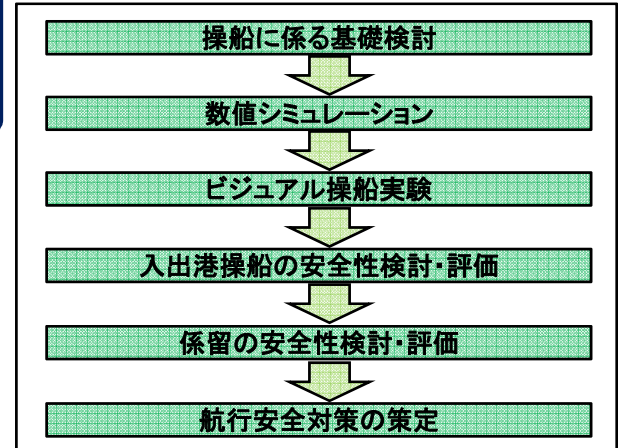 操船に係る基礎検討
数値シミュレーション
ビジュアル操船実験
入出港操船の安全性検討・評価
係留の安全性検討・評価
航行安全対策の策定